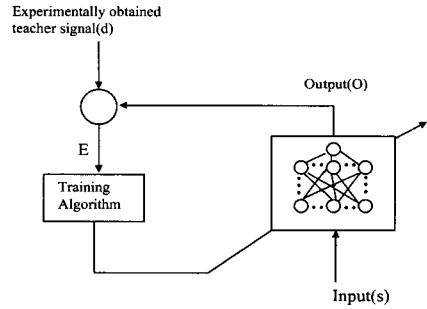 Experimentally obtained
teacher signal(d)
Output(O)
E
Training
Algorithm
Input(s)